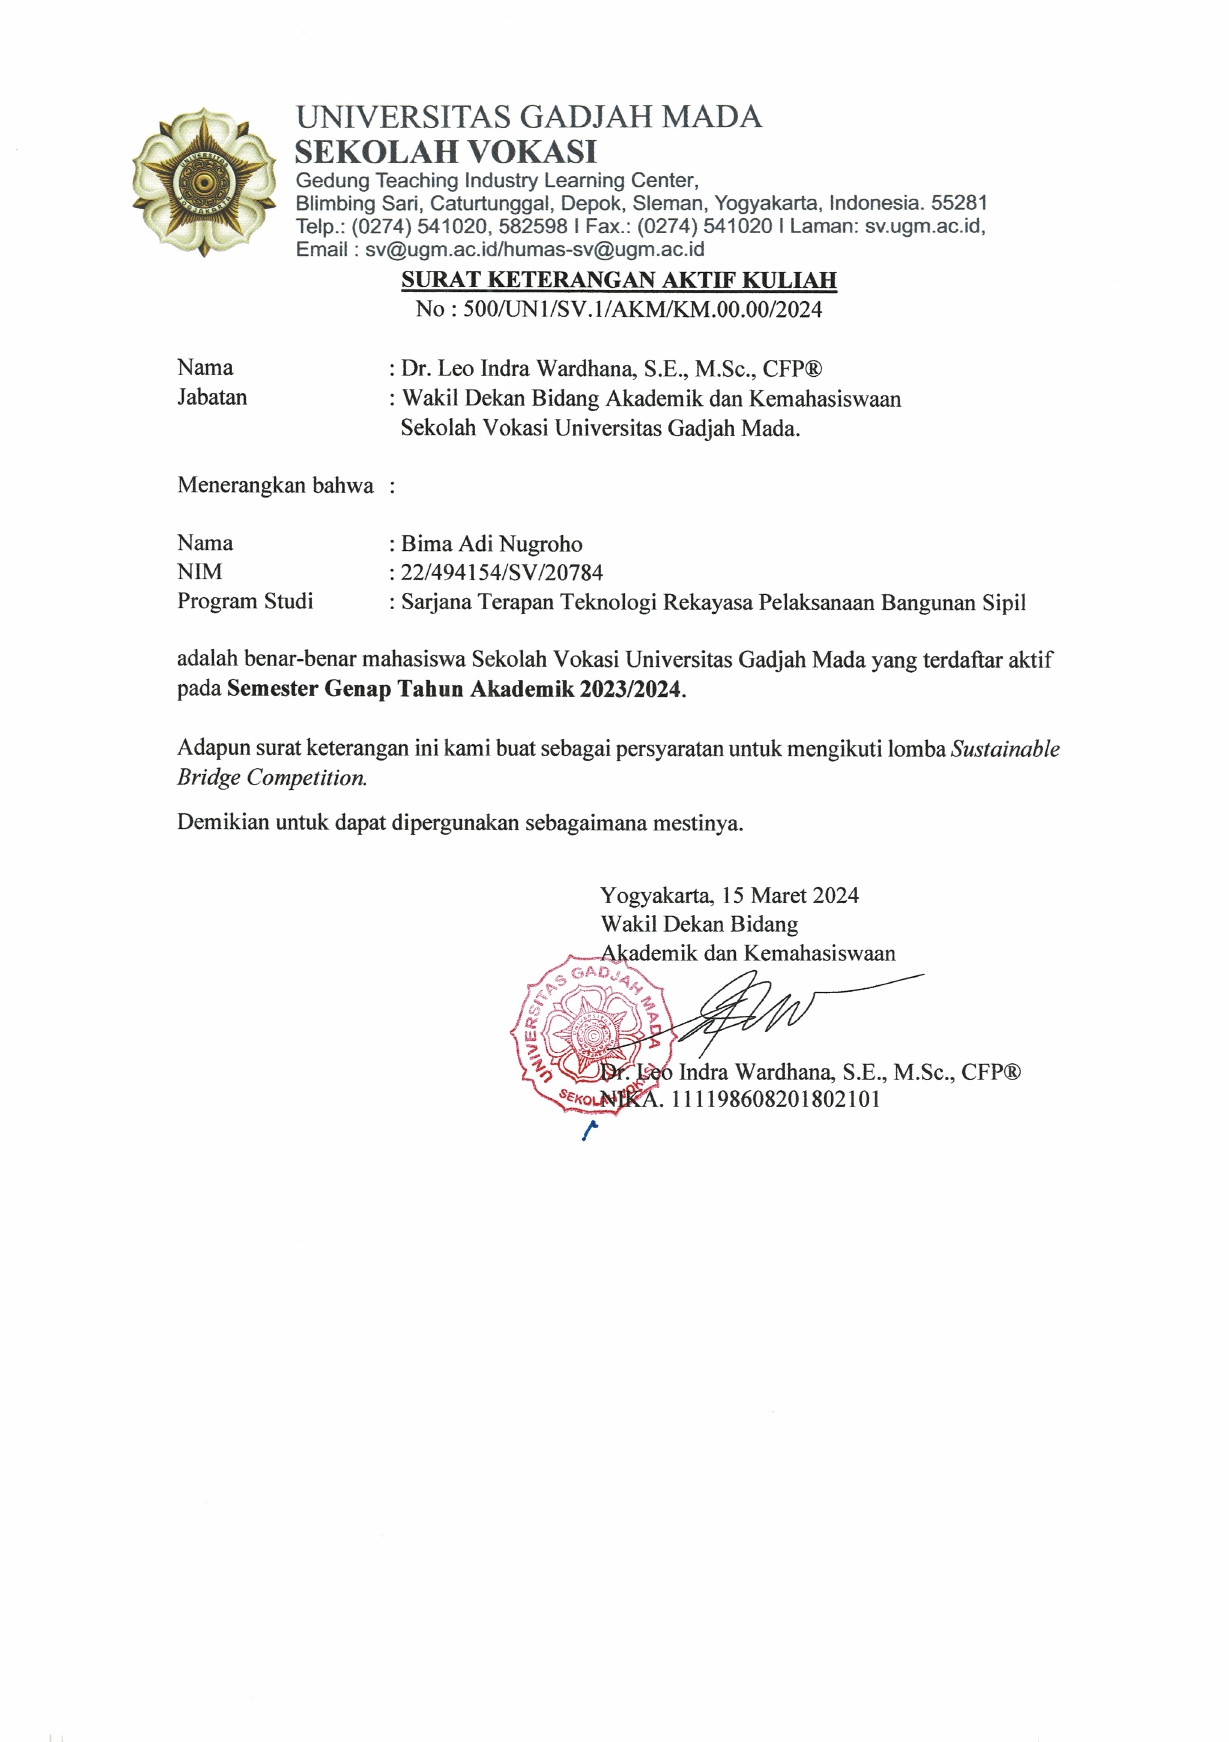 UNIVERSITAS GADJAH MADA
SEKOLAH VOKASI
Gedung Teaching Industry Learning Center,
Blimbing Sari, Caturtunggal, Depok, Sleman, Yogyakarta, Indonesia. 55281
Telp.: (0274) 541020, 582598 I Fax.: (0274) 541020 I Laman: sv.ugm.ac.id,
Email : sv@ugm.ac.id/humas-sv@ugm.ac.id
SURAT KETERANGAN AKTIF KULIAH
No : 500/UN1/SV.1/AKM/KM.00.00/2024
Nama : Dr. Leo Indra Wardhana, S.E., M.Sc., CFP®
Jabatan : Wakil Dekan Bidang Akademik dan Kemahasiswaan
Sekolah Vokasi Universitas Gadjah Mada.
Menerangkan bahwa :
Nama : Bima Adi Nugroho
NIM : 22/494154/SV/20784
Program Studi : Sarjana Terapan Teknologi Rekayasa Pelaksanaan Bangunan Sipil
adalah benar-benar mahasiswa Sekolah Vokasi Universitas Gadjah Mada yang terdaftar aktif
pada Semester Genap Tahun Akademik 2023/2024.
Adapun surat keterangan ini kami buat sebagai persyaratan untuk mengikuti lomba Sustainable
Bridge Competition.
Demikian untuk dapat dipergunakan sebagaimana mestinya.
Yogyakarta, 15 Maret 2024
Wakil Dekan Bidang
Akademik dan Kemahasiswaan
UNIVERSITAS GADJAH MADA
SEKOLAH VOKASI
Dr. Leo Indra Wardhana, S.E., M.Sc., CFP®
NIKA. 111198608201802101